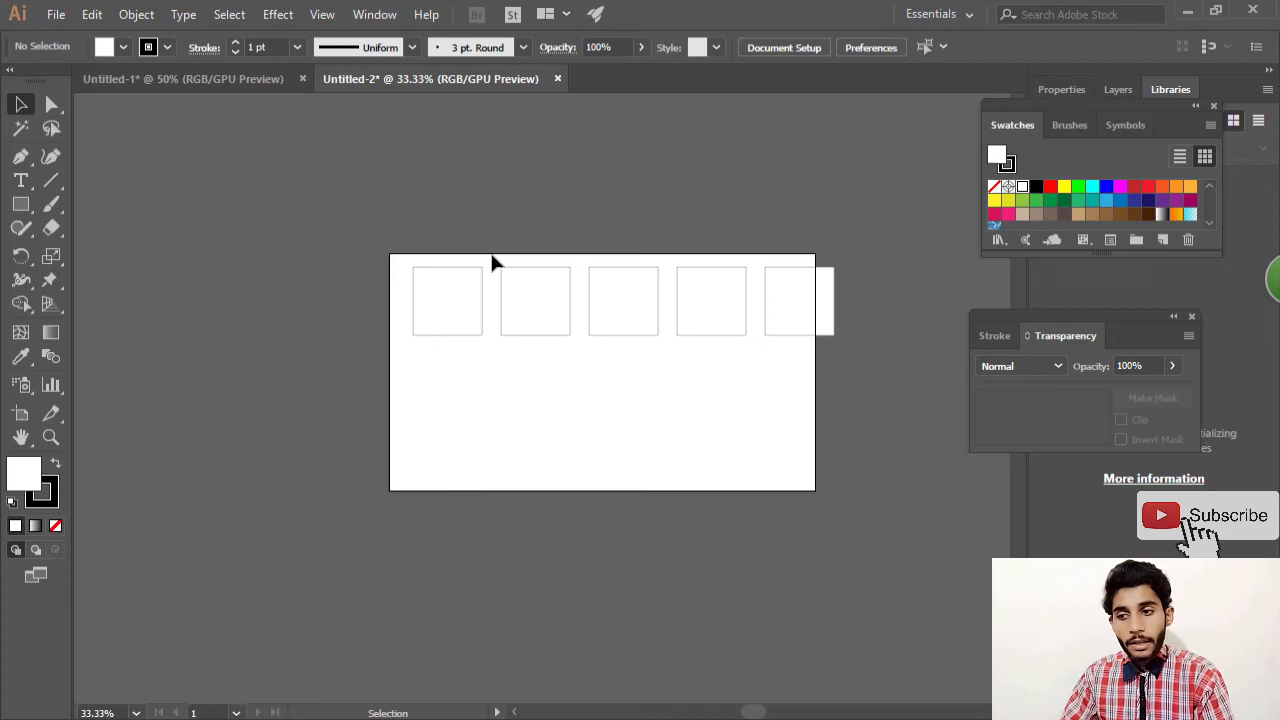 Ai File Edit Object Type Select Effect View Window Help Br St Essentials Search Adobe Stock
No Selection Stroke: 1 pt Uniform 3 pt. Round Opacity: 100% Style: Document Setup Preferences
Untitled-1* @ 50% (RGB/GPU Preview) Untitled-2* @ 33.33% (RGB/GPU Preview)
Properties Layers Libraries
Swatches Brushes Symbols
Stroke Transparency
Normal Opacity: 100%
Make Mask
Clip
Invert Mask
More information
Subscribe
33.33% 1 Selection